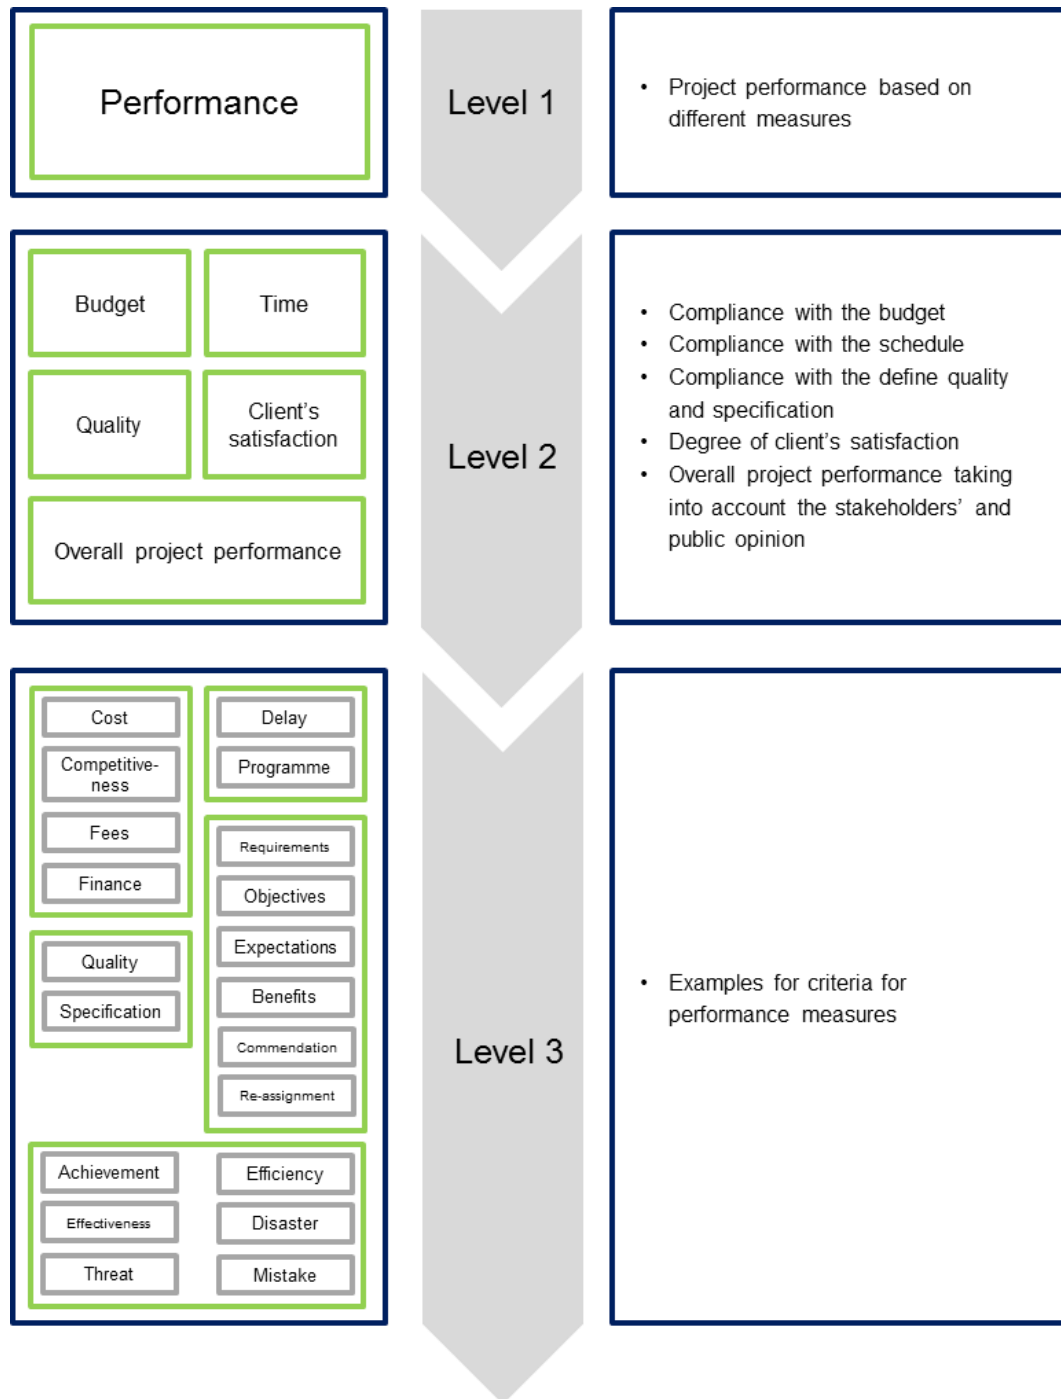 Performance
Level 1
• Project performance based on
different measures
Budget
Time
Quality
Client's
satisfaction
Overall project performance
Level 2
• Compliance with the budget
• Compliance with the schedule
• Compliance with the define quality
and specification
• Degree of client's satisfaction
• Overall project performance taking
into account the stakeholders' and
public opinion
Cost
Competitive-
ness
Fees
Finance
Delay
Programme
Quality
Specification
Requirements
Objectives
Expectations
Benefits
Commendation
Re-assignment
Achievement
Efficiency
Effectiveness
Disaster
Threat
Mistake
Level 3
• Examples for criteria for
performance measures